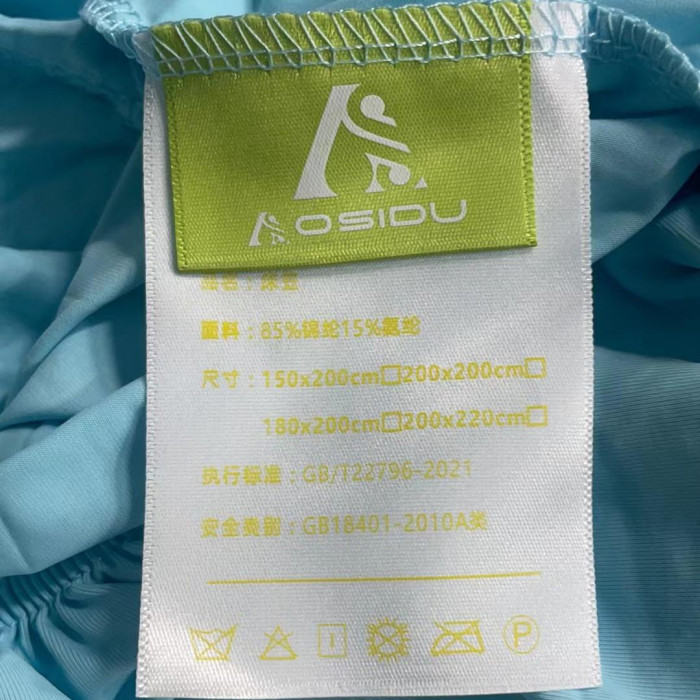 AOSIDU
品名：床笠
面料：85%锦纶15%氨纶
尺寸：150x200cm□200x200cm□
180x200cm□200x220cm□
执行标准：GB/T22796-2021
安全类别：GB18401-2010A类
P